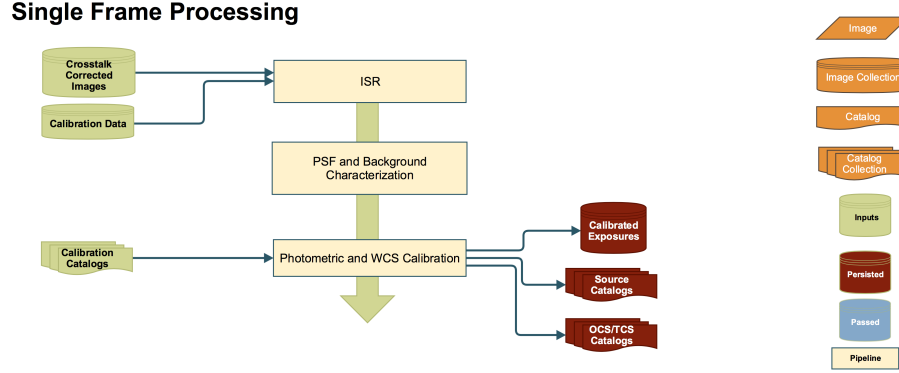 Single Frame Processing
Crosstalk
Corrected
Images
Calibration Data
ISR
PSF and Background
Characterization
Calibration
Catalogs
Photometric and WCS Calibration
Calibrated
Exposures
Source
Catalogs
OCS/TCS
Catalogs
Image
Image Collection
Catalog
Catalog
Collection
Inputs
Persisted
Passed
Pipeline